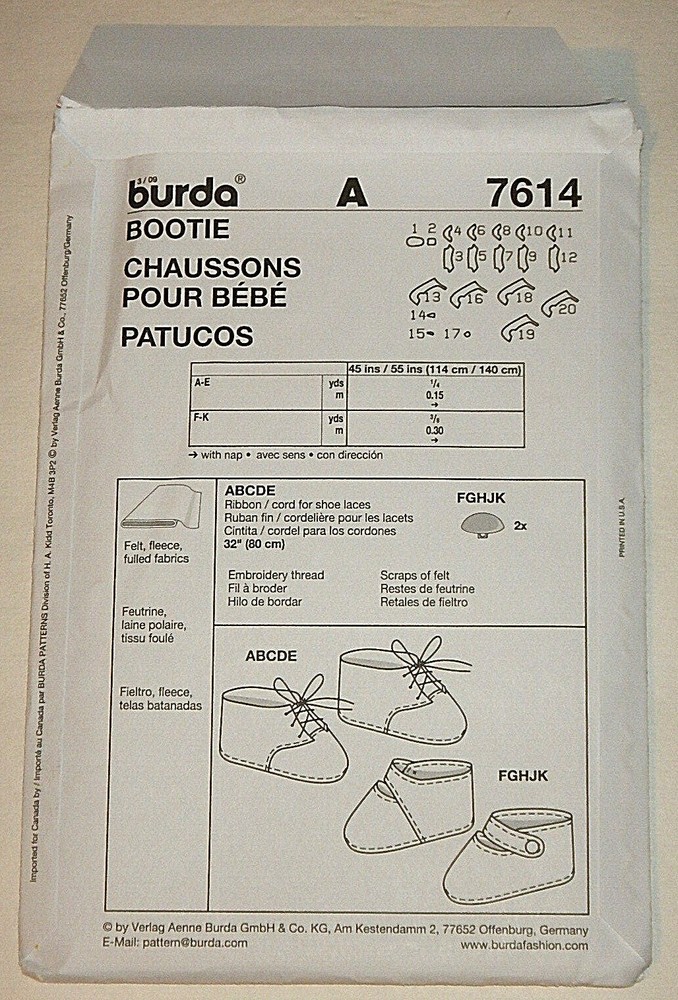 3/09
burda®
A
7614
BOOTIE
CHAUSSONS
POUR BÉBÉ
PATUCOS
1 2 4 6 8 10 11
3 5 7 9 12
13 16 18 20
14
15 17 19
45 ins / 55 ins (114 cm / 140 cm)
A-E yds 1/4
m 0.15
→
F-K yds 3/8
m 0.30
→
→ with nap • avec sens • con dirección
Felt, fleece,
fulled fabrics
Feutrine,
laine polaire,
tissu foulé
Fieltro, fleece,
telas batanadas
ABCDE
Ribbon / cord for shoe laces
Ruban fin / cordelière pour les lacets
Cintita / cordel para los cordones
32" (80 cm)
FGHJK
2x
Embroidery thread
Fil à broder
Hilo de bordar
Scraps of felt
Restes de feutrine
Retales de fieltro
ABCDE
FGHJK
© by Verlag Aenne Burda GmbH & Co. KG, Am Kestendamm 2, 77652 Offenburg, Germany
E-Mail: pattern@burda.com
www.burdafashion.com
Imported for Canada by / Importé au Canada par BURDA PATTERNS Division of H. A. Kidd Toronto, M4B 3P2 © by Verlag Aenne Burda GmbH & Co., 77652 Offenburg/Germany
PRINTED IN U.S.A.